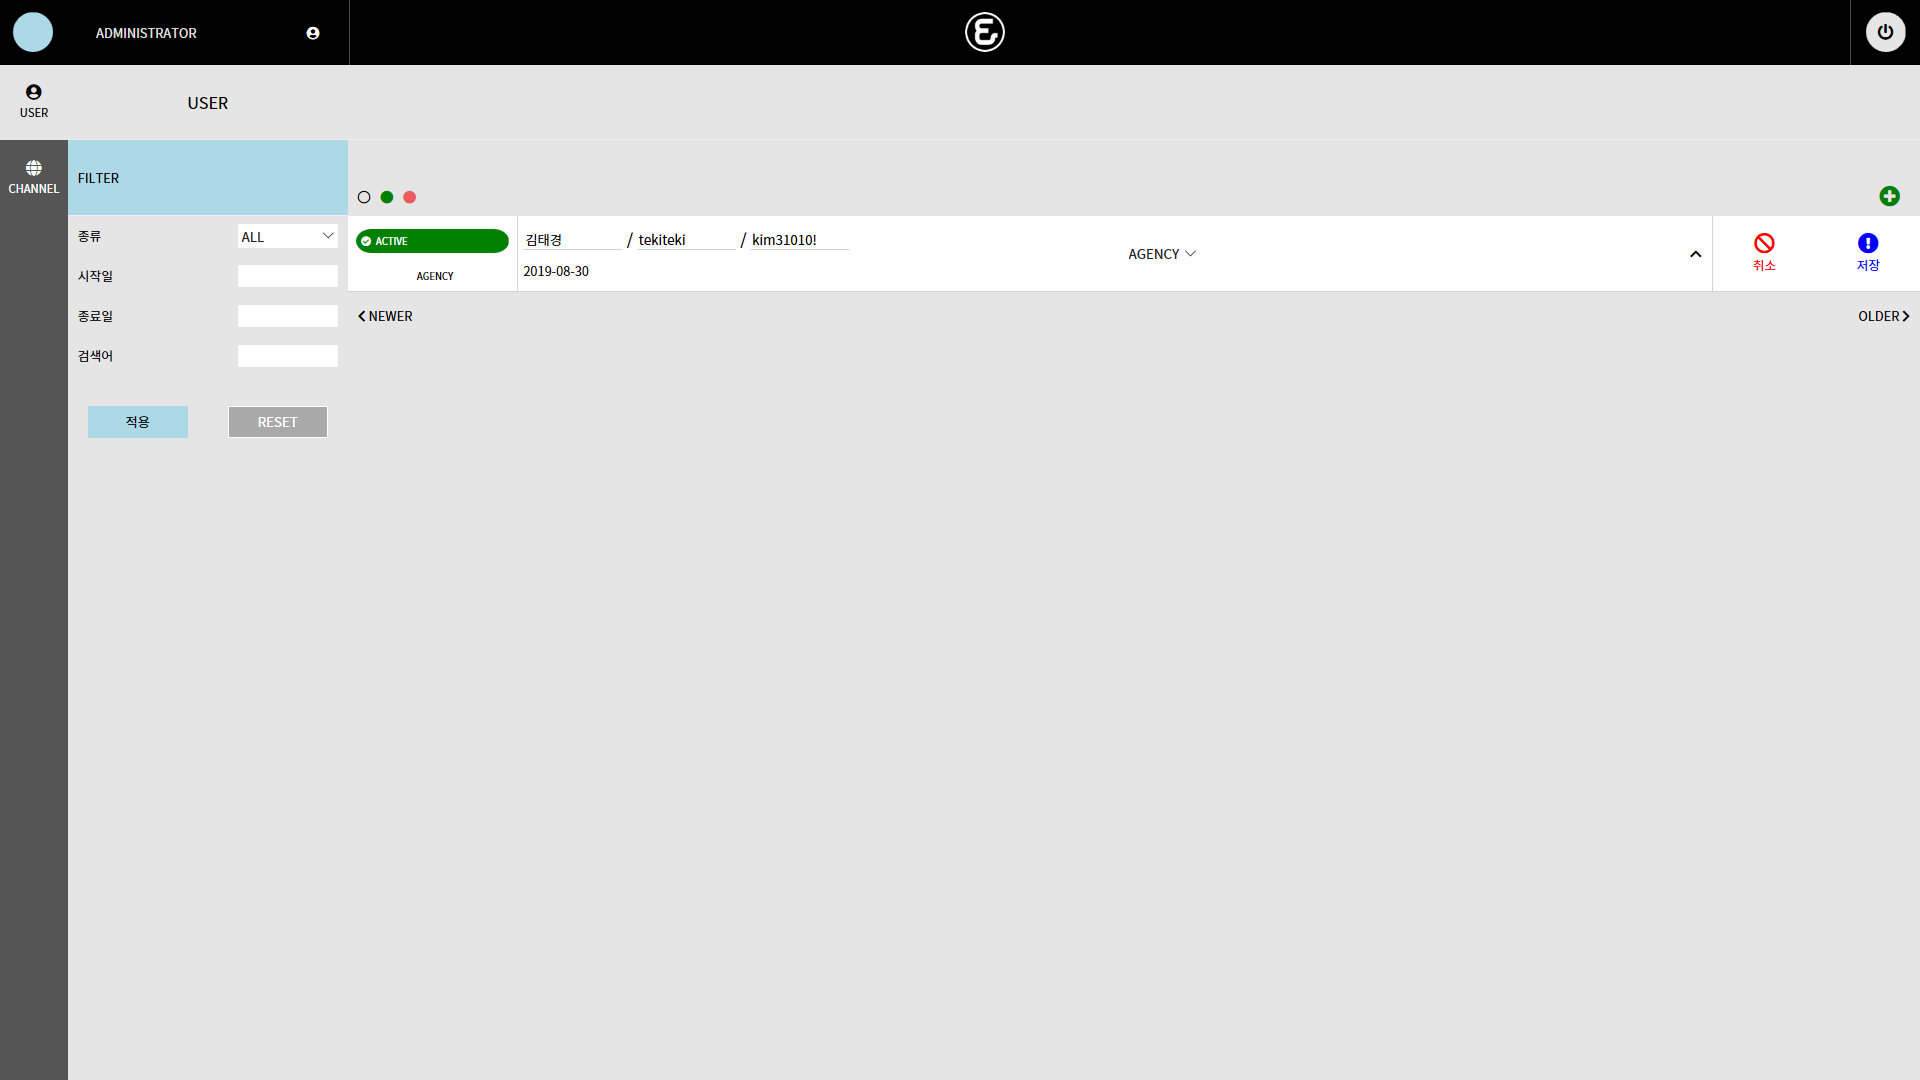 ADMINISTRATOR
USER
USER
CHANNEL
FILTER
종류
ALL
시작일
종료일
검색어
적용
RESET
ACTIVE
AGENCY
김태경 / tekiteki / kim31010!
2019-08-30
AGENCY
취소
저장
NEWER
OLDER